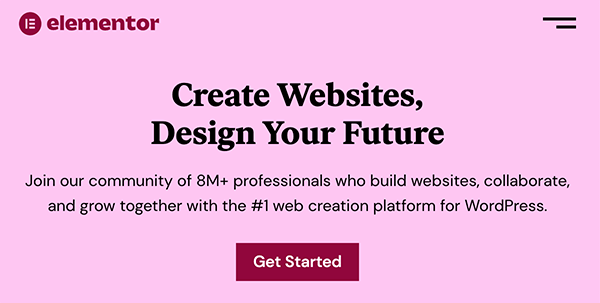 elementor
Create Websites,
Design Your Future
Join our community of 8M+ professionals who build websites, collaborate,
and grow together with the #1 web creation platform for WordPress.
Get Started